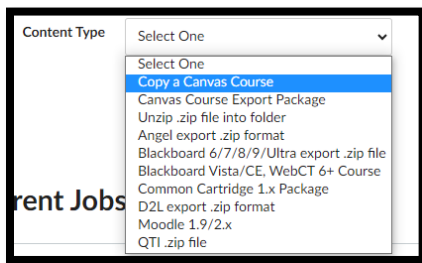 Content Type
Select One
Select One
Copy a Canvas Course
Canvas Course Export Package
Unzip .zip file into folder
Angel export .zip format
Blackboard 6/7/8/9/Ultra export .zip file
Blackboard Vista/CE, WebCT 6+ Course
Common Cartridge 1.x Package
D2L export .zip format
Moodle 1.9/2.x
QTI .zip file
rent Jobs